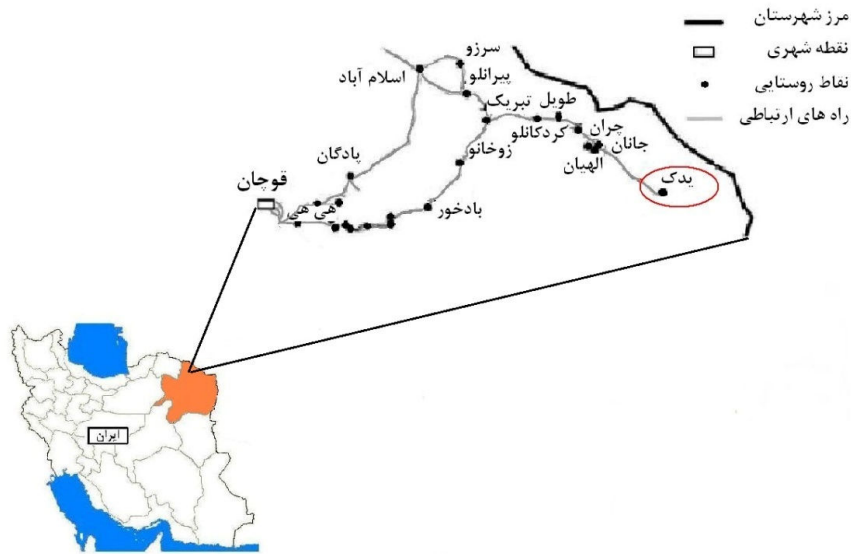 مرز شهرستان
نقطه شهری
نقاط روستایی
راه های ارتباطی
سرزو
پیرانلو
اسلام آباد
تبریک
طویل
کردکانلو
چران
جانان
الهیان
زوخانو
یدک
پادگان
قوچان
بادخور
هی هی
ایران